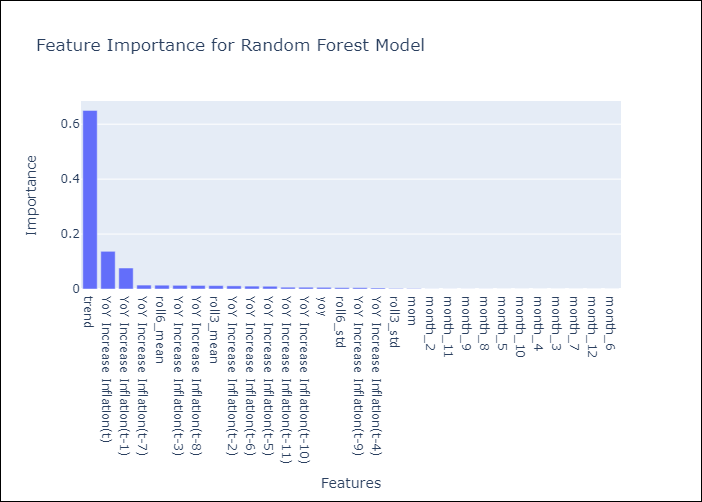 Feature Importance for Random Forest Model
Importance
0.6
0.4
0.2
0
trend
YoY Increase Inflation(t)
YoY Increase Inflation(t-1)
YoY Increase Inflation(t-7)
roll6_mean
YoY Increase Inflation(t-3)
YoY Increase Inflation(t-8)
roll3_mean
YoY Increase Inflation(t-2)
YoY Increase Inflation(t-6)
YoY Increase Inflation(t-5)
YoY Increase Inflation(t-11)
YoY Increase Inflation(t-10)
yoy
roll6_std
YoY Increase Inflation(t-9)
YoY Increase Inflation(t-4)
roll3_std
mom
month_2
month_11
month_9
month_8
month_5
month_10
month_4
month_3
month_7
month_12
month_6
Features